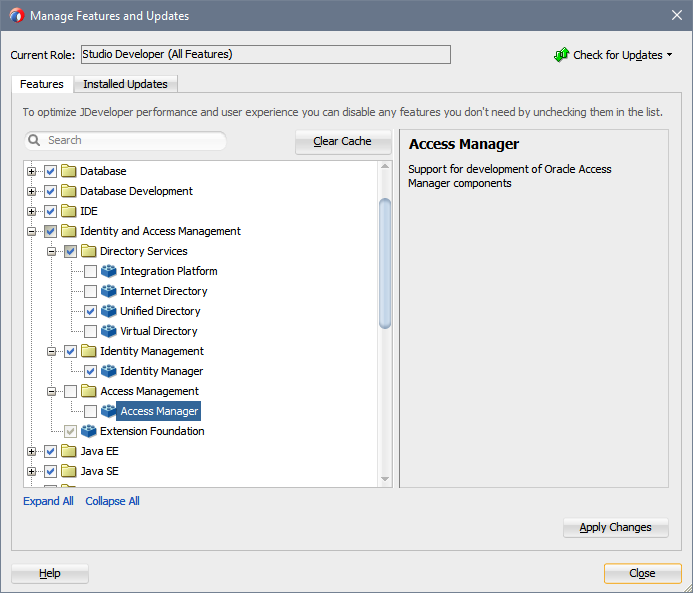 Manage Features and Updates
Current Role: Studio Developer (All Features)
Check for Updates
Features
Installed Updates
To optimize JDeveloper performance and user experience you can disable any features you don't need by unchecking them in the list.
Search
Clear Cache
Database
Database Development
IDE
Identity and Access Management
Directory Services
Integration Platform
Internet Directory
Unified Directory
Virtual Directory
Identity Management
Identity Manager
Access Management
Access Manager
Extension Foundation
Java EE
Java SE
Access Manager
Support for development of Oracle Access
Manager components
Expand All
Collapse All
Apply Changes
Help
Close